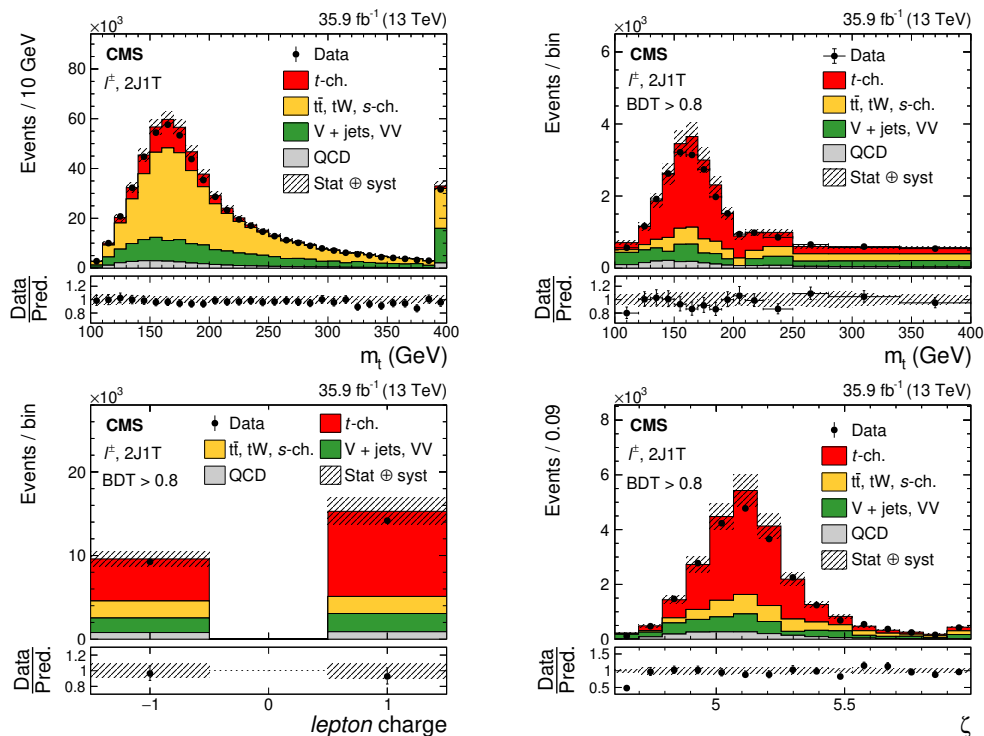 35.9 fb⁻¹ (13 TeV)
×10³
Events / 10 GeV
80
60
40
20
0
CMS
l±, 2J1T
Data
t-ch.
tt̄, tW, s-ch.
V + jets, VV
QCD
Stat ⊕ syst
Data
Pred.
1.2
1
0.8
100 150 200 250 300 350 400
m_t (GeV)
35.9 fb⁻¹ (13 TeV)
×10³
Events / bin
6
4
2
0
CMS
l±, 2J1T
BDT > 0.8
Data
t-ch.
tt̄, tW, s-ch.
V + jets, VV
QCD
Stat ⊕ syst
Data
Pred.
1.2
1
0.8
100 150 200 250 300 350 400
m_t (GeV)
35.9 fb⁻¹ (13 TeV)
×10³
Events / bin
20
10
0
CMS
l±, 2J1T
BDT > 0.8
Data t-ch.
tt̄, tW, s-ch. V + jets, VV
QCD Stat ⊕ syst
Data
Pred.
1.2
1
0.8
−1 0 1
lepton charge
35.9 fb⁻¹ (13 TeV)
×10³
Events / 0.09
8
6
4
2
0
CMS
l±, 2J1T
BDT > 0.8
Data
t-ch.
tt̄, tW, s-ch.
V + jets, VV
QCD
Stat ⊕ syst
Data
Pred.
1.5
1
0.5
5 5.5
ζ